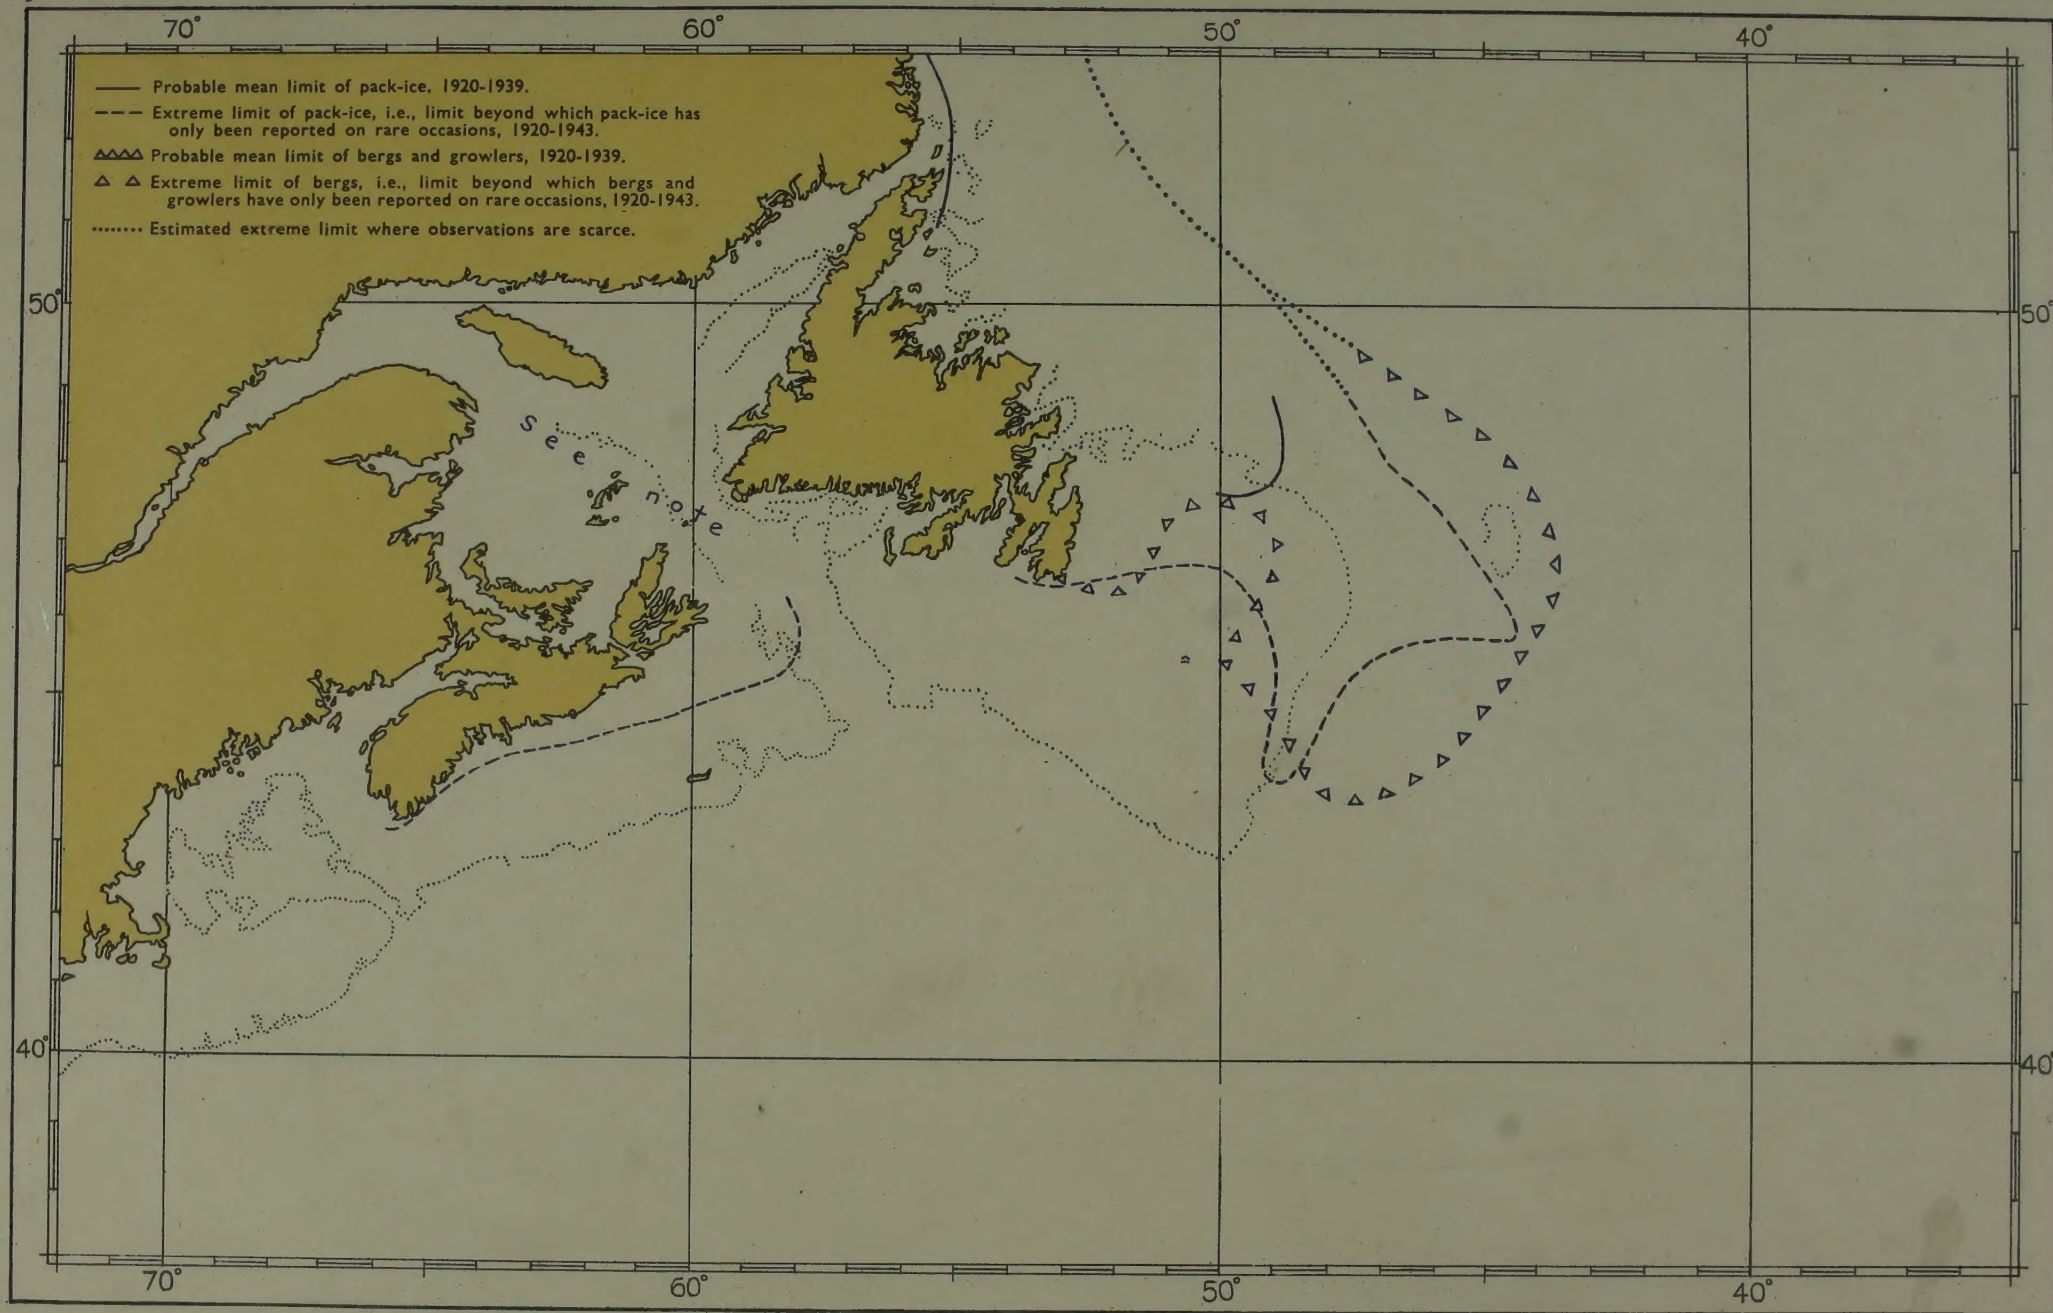 70° 60° 50° 40°
Probable mean limit of pack-ice, 1920-1939.
Extreme limit of pack-ice, i.e., limit beyond which pack-ice has
only been reported on rare occasions, 1920-1943.
Probable mean limit of bergs and growlers, 1920-1939.
Extreme limit of bergs, i.e., limit beyond which bergs and
growlers have only been reported on rare occasions, 1920-1943.
Estimated extreme limit where observations are scarce.
50° 50°
see note
40° 40°
70° 60° 50° 40°